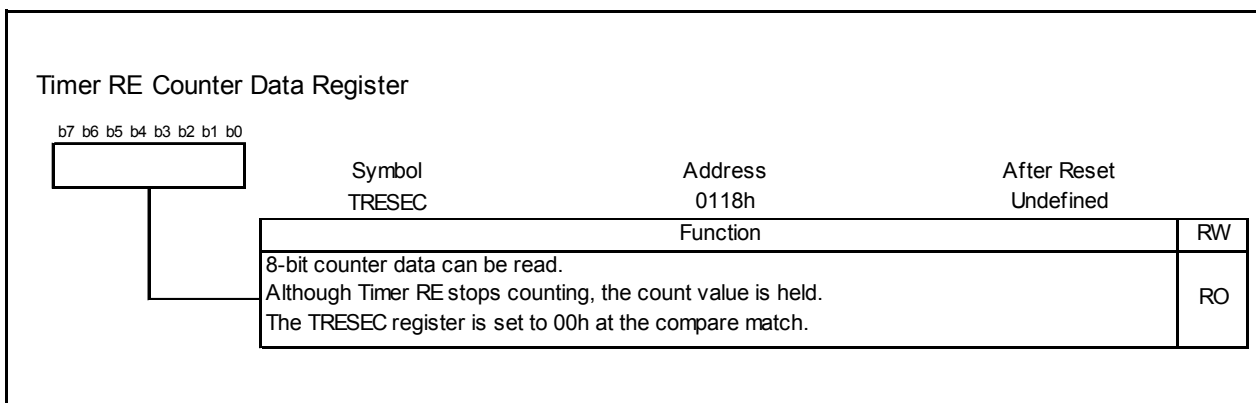 Timer RE Counter Data Register
b7 b6 b5 b4 b3 b2 b1 b0
Symbol Address After Reset
TRESEC 0118h Undefined
Function RW
8-bit counter data can be read.
Although Timer RE stops counting, the count value is held.
The TRESEC register is set to 00h at the compare match.
RO